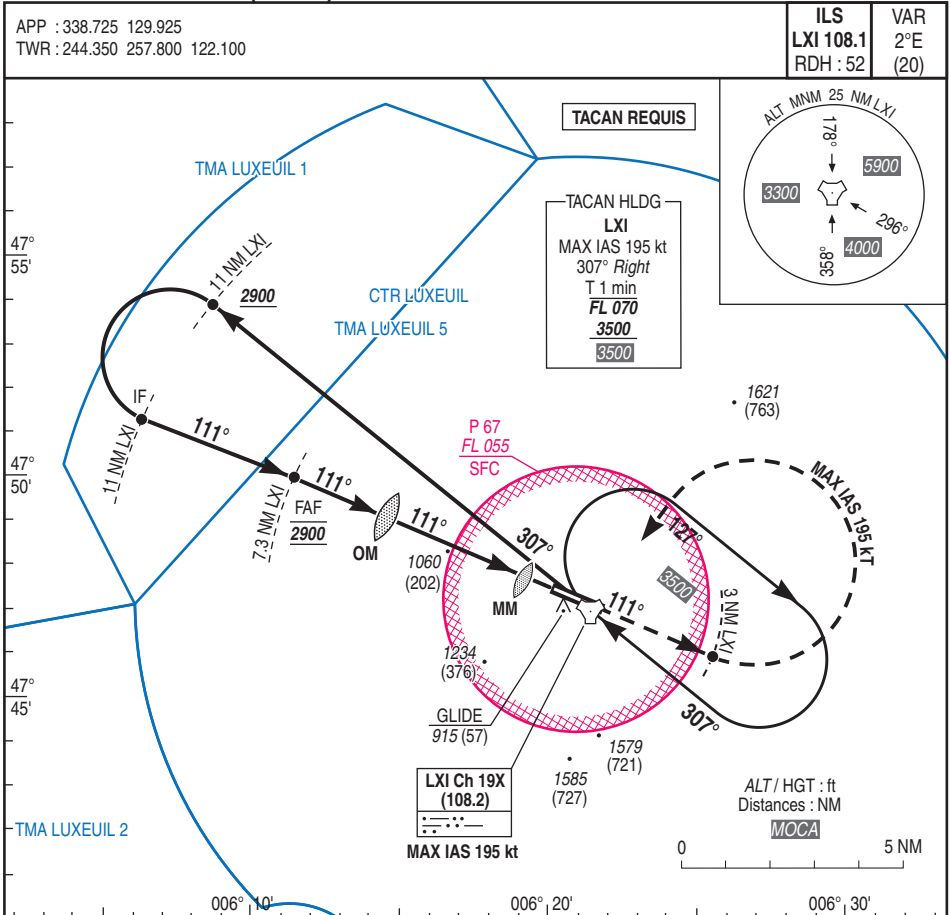 APP : 338.725 129.925
TWR : 244.350 257.800 122.100
ILS
LXI 108.1
RDH : 52
VAR
2°E
(20)
TACAN REQUIS
ALT MNM 25 NM LXI
178°
5900
3300
296°
4000
358°
TMA LUXEUIL 1
TACAN HLDG
LXI
MAX IAS 195 kt
307° Right
T 1 min
FL 070
3500
3500
47°
55'
11 NM LXI
2900
CTR LUXEUIL
TMA LUXEUIL 5
1621
(763)
IF
111°
11 NM LXI
P 67
FL 055
SFC
47°
50'
MAX IAS 195 kT
111°
7.3 NM LXI
FAF
2900
OM
111°
127°
307°
1060
(202)
3500
MM
111°
3 NM LXI
1234
(376)
47°
45'
GLIDE
915 (57)
307°
1579
(721)
1585
(727)
LXI Ch 19X
(108.2)
MAX IAS 195 kt
ALT / HGT : ft
Distances : NM
MOCA
0
5 NM
TMA LUXEUIL 2
006° 10'
006° 20'
006° 30'